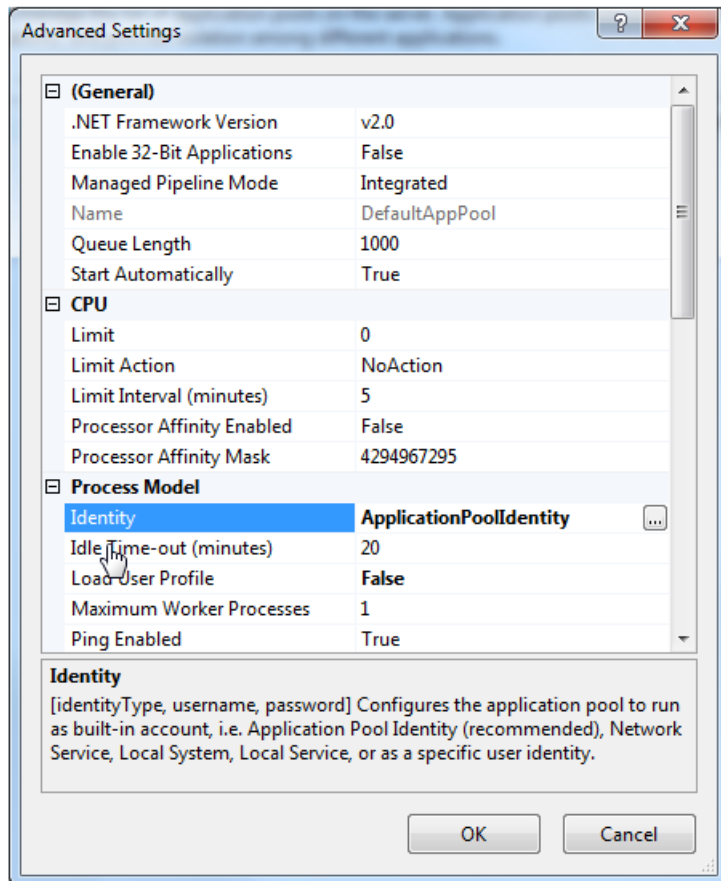 Advanced Settings
(General)
.NET Framework Version v2.0
Enable 32-Bit Applications False
Managed Pipeline Mode Integrated
Name DefaultAppPool
Queue Length 1000
Start Automatically True
CPU
Limit 0
Limit Action NoAction
Limit Interval (minutes) 5
Processor Affinity Enabled False
Processor Affinity Mask 4294967295
Process Model
Identity ApplicationPoolIdentity ...
Idle Time-out (minutes) 20
Load User Profile False
Maximum Worker Processes 1
Ping Enabled True
Identity
[identityType, username, password] Configures the application pool to run
as built-in account, i.e. Application Pool Identity (recommended), Network
Service, Local System, Local Service, or as a specific user identity.
OK Cancel